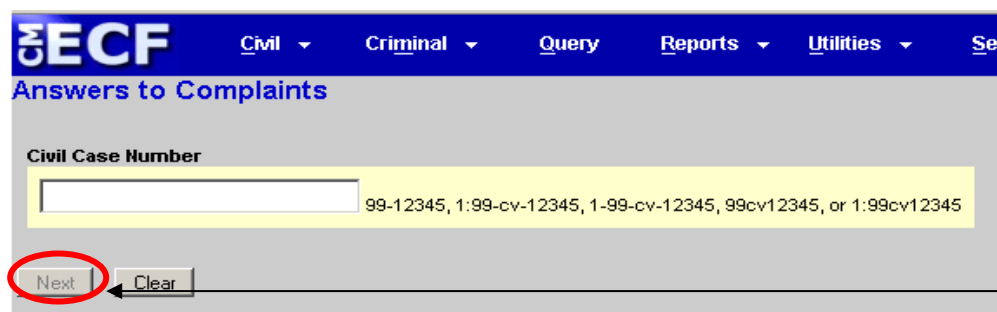 CM ECF Civil Criminal Query Reports Utilities Se
Answers to Complaints
Civil Case Number
99-12345, 1:99-cv-12345, 1-99-cv-12345, 99cv12345, or 1:99cv12345
Next Clear